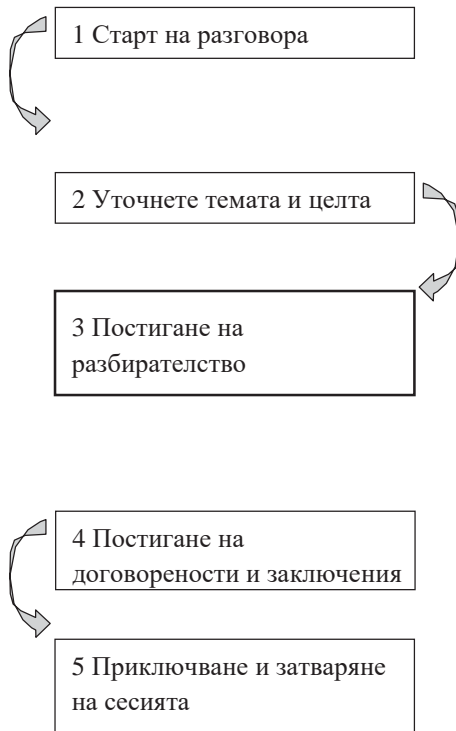 1 Старт на разговора
2 Уточнете темата и целта
3 Постигане на
разбирателство
4 Постигане на
договорености и заключения
5 Приключване и затваряне
на сесията